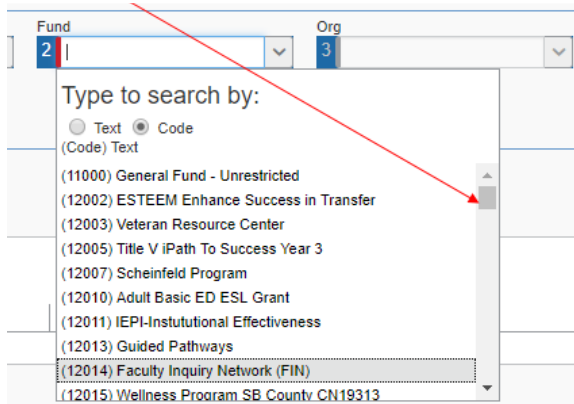 Fund Org
2 3
Type to search by:
Text Code
(Code) Text
(11000) General Fund - Unrestricted
(12002) ESTEEM Enhance Success in Transfer
(12003) Veteran Resource Center
(12005) Title V iPath To Success Year 3
(12007) Scheinfeld Program
(12010) Adult Basic ED ESL Grant
(12011) IEPI-Instutional Effectiveness
(12013) Guided Pathways
(12014) Faculty Inquiry Network (FIN)
(12015) Wellness Program SB County CN19313